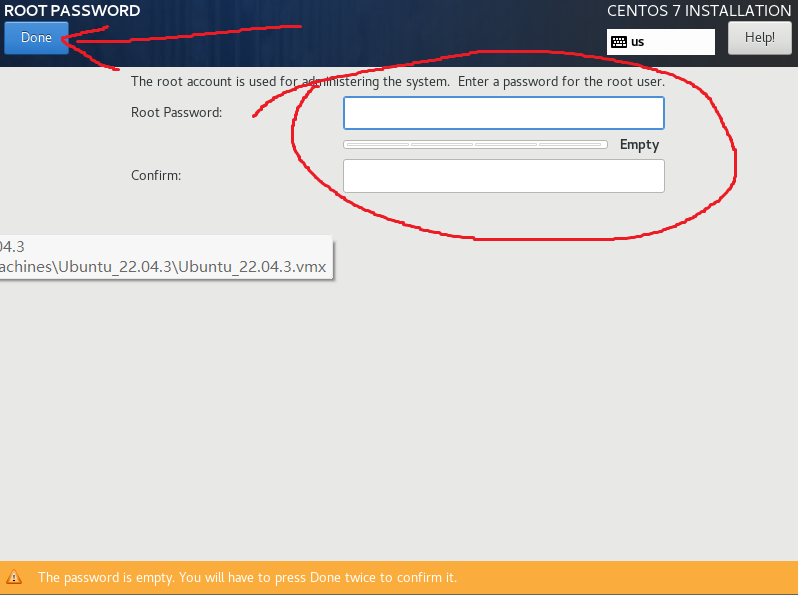 ROOT PASSWORD
CENTOS 7 INSTALLATION
Done
us
Help!
The root account is used for administering the system. Enter a password for the root user.
Root Password:
Empty
Confirm:
04.3
achines\Ubuntu_22.04.3\Ubuntu_22.04.3.vmx
The password is empty. You will have to press Done twice to confirm it.